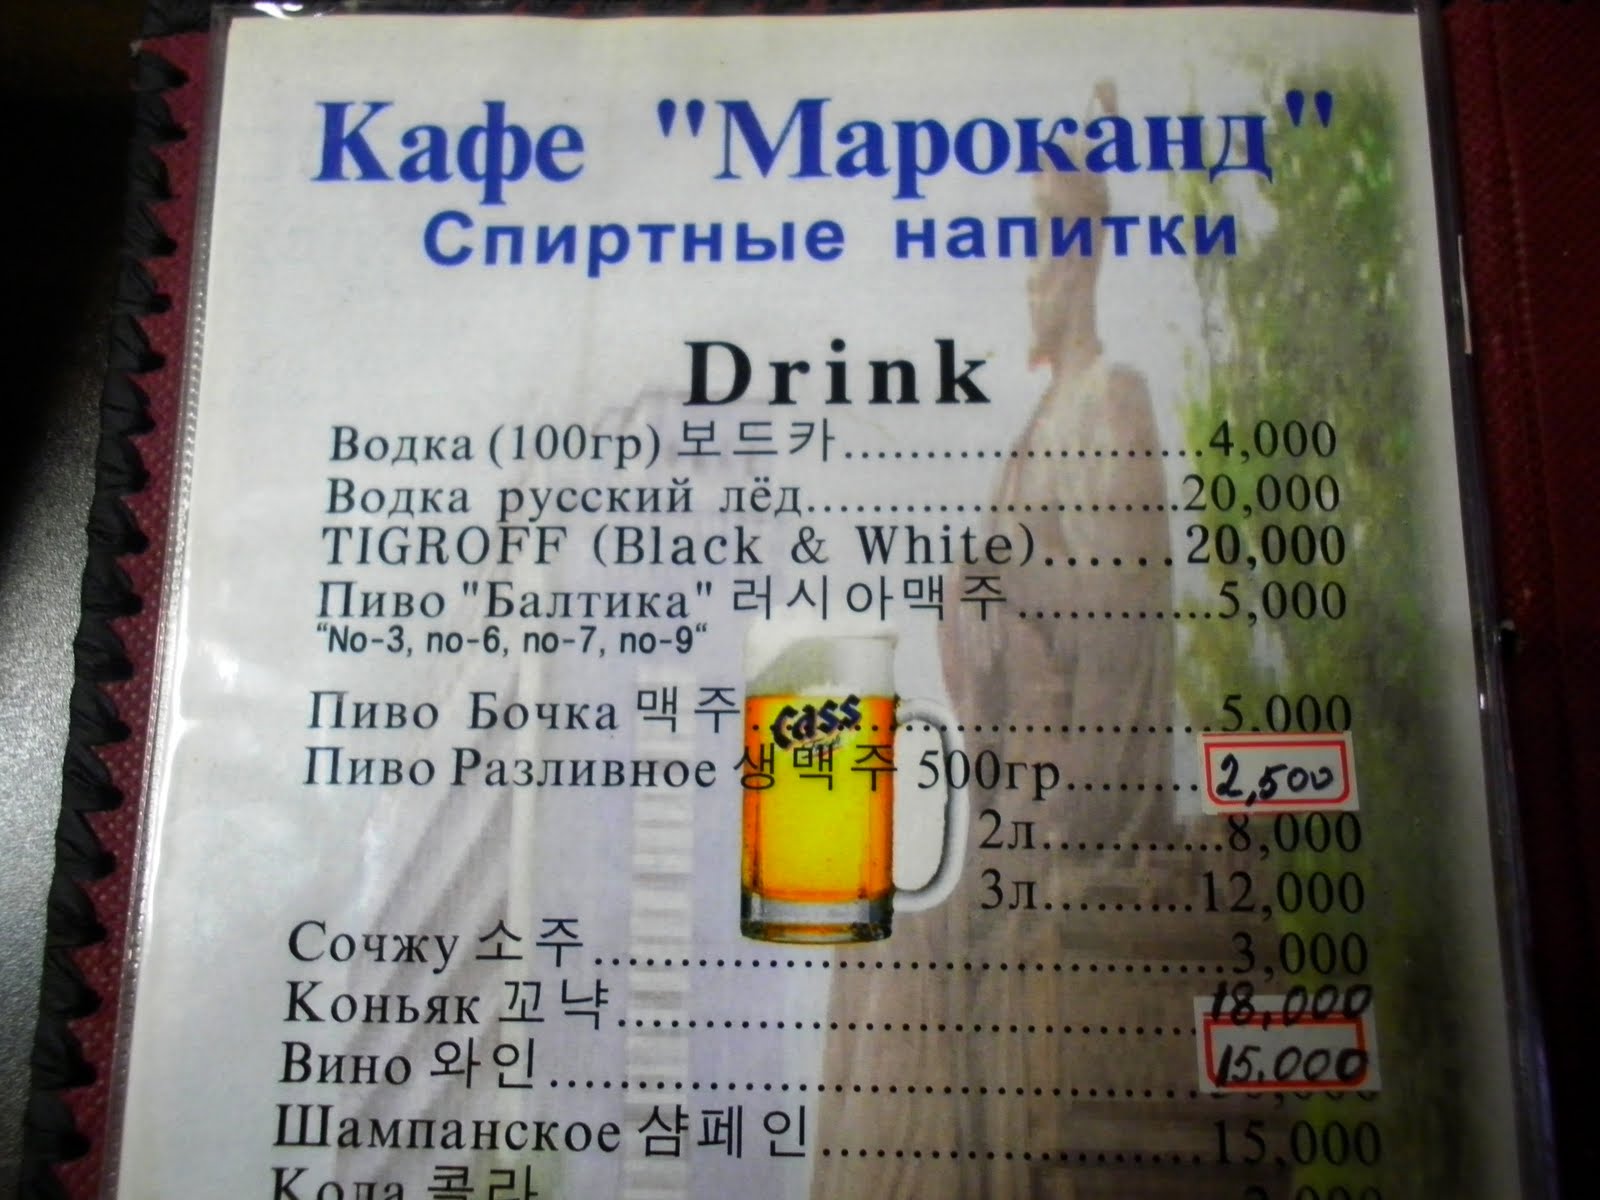 Кафе "Мароканд"
Спиртные напитки
Drink
Водка (100гр) 보드카......................4,000
Водка русский лёд.......................20,000
TIGROFF (Black & White)......20,000
Пиво "Балтика" 러시아맥주............5,000
“No-3, no-6, no-7, no-9“
Пиво Бочка 맥주..............................5,000
Cass
Пиво Разливное 생맥주 500гр........2,500
2л...........8,000
3л..........12,000
Сочжу 소주.......................................3,000
Коньяк 꼬냑....................................18,000
Вино 와인........................................15,000
Шампанское 샴페인.........................15,000
Кола 콜라